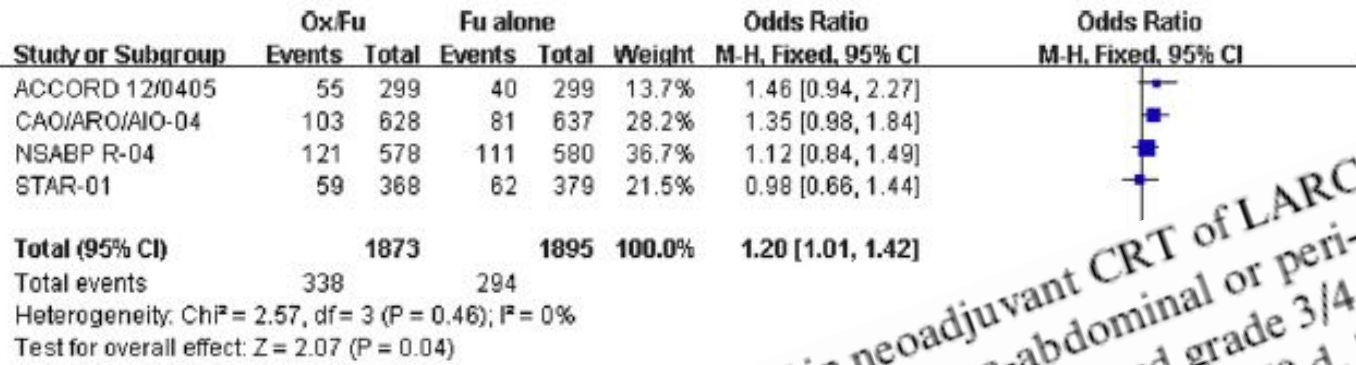 Ox/Fu Fu alone Odds Ratio Odds Ratio
Study or Subgroup Events Total Events Total Weight M-H, Fixed, 95% CI M-H, Fixed, 95% CI
ACCORD 12/0405 55 299 40 299 13.7% 1.46 [0.94, 2.27]
CAO/ARO/AIO-04 103 628 81 637 28.2% 1.35 [0.98, 1.84]
NSABP R-04 121 578 111 580 36.7% 1.12 [0.84, 1.49]
STAR-01 59 368 62 379 21.5% 0.98 [0.66, 1.44]
Total (95% CI) 1873 1895 100.0% 1.20 [1.01, 1.42]
Total events 338 294
Heterogeneity: Chi² = 2.57, df = 3 (P = 0.46); I² = 0%
Test for overall effect: Z = 2.07 (P = 0.04)
neoadjuvant CRT of LARC
abdominal or peri-
grade 3/4